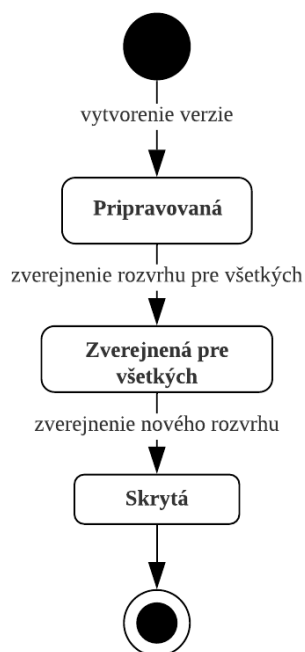 vytvorenie verzie
Pripravovaná
zverejnenie rozvrhu pre všetkých
Zverejnená pre
všetkých
zverejnenie nového rozvrhu
Skrytá